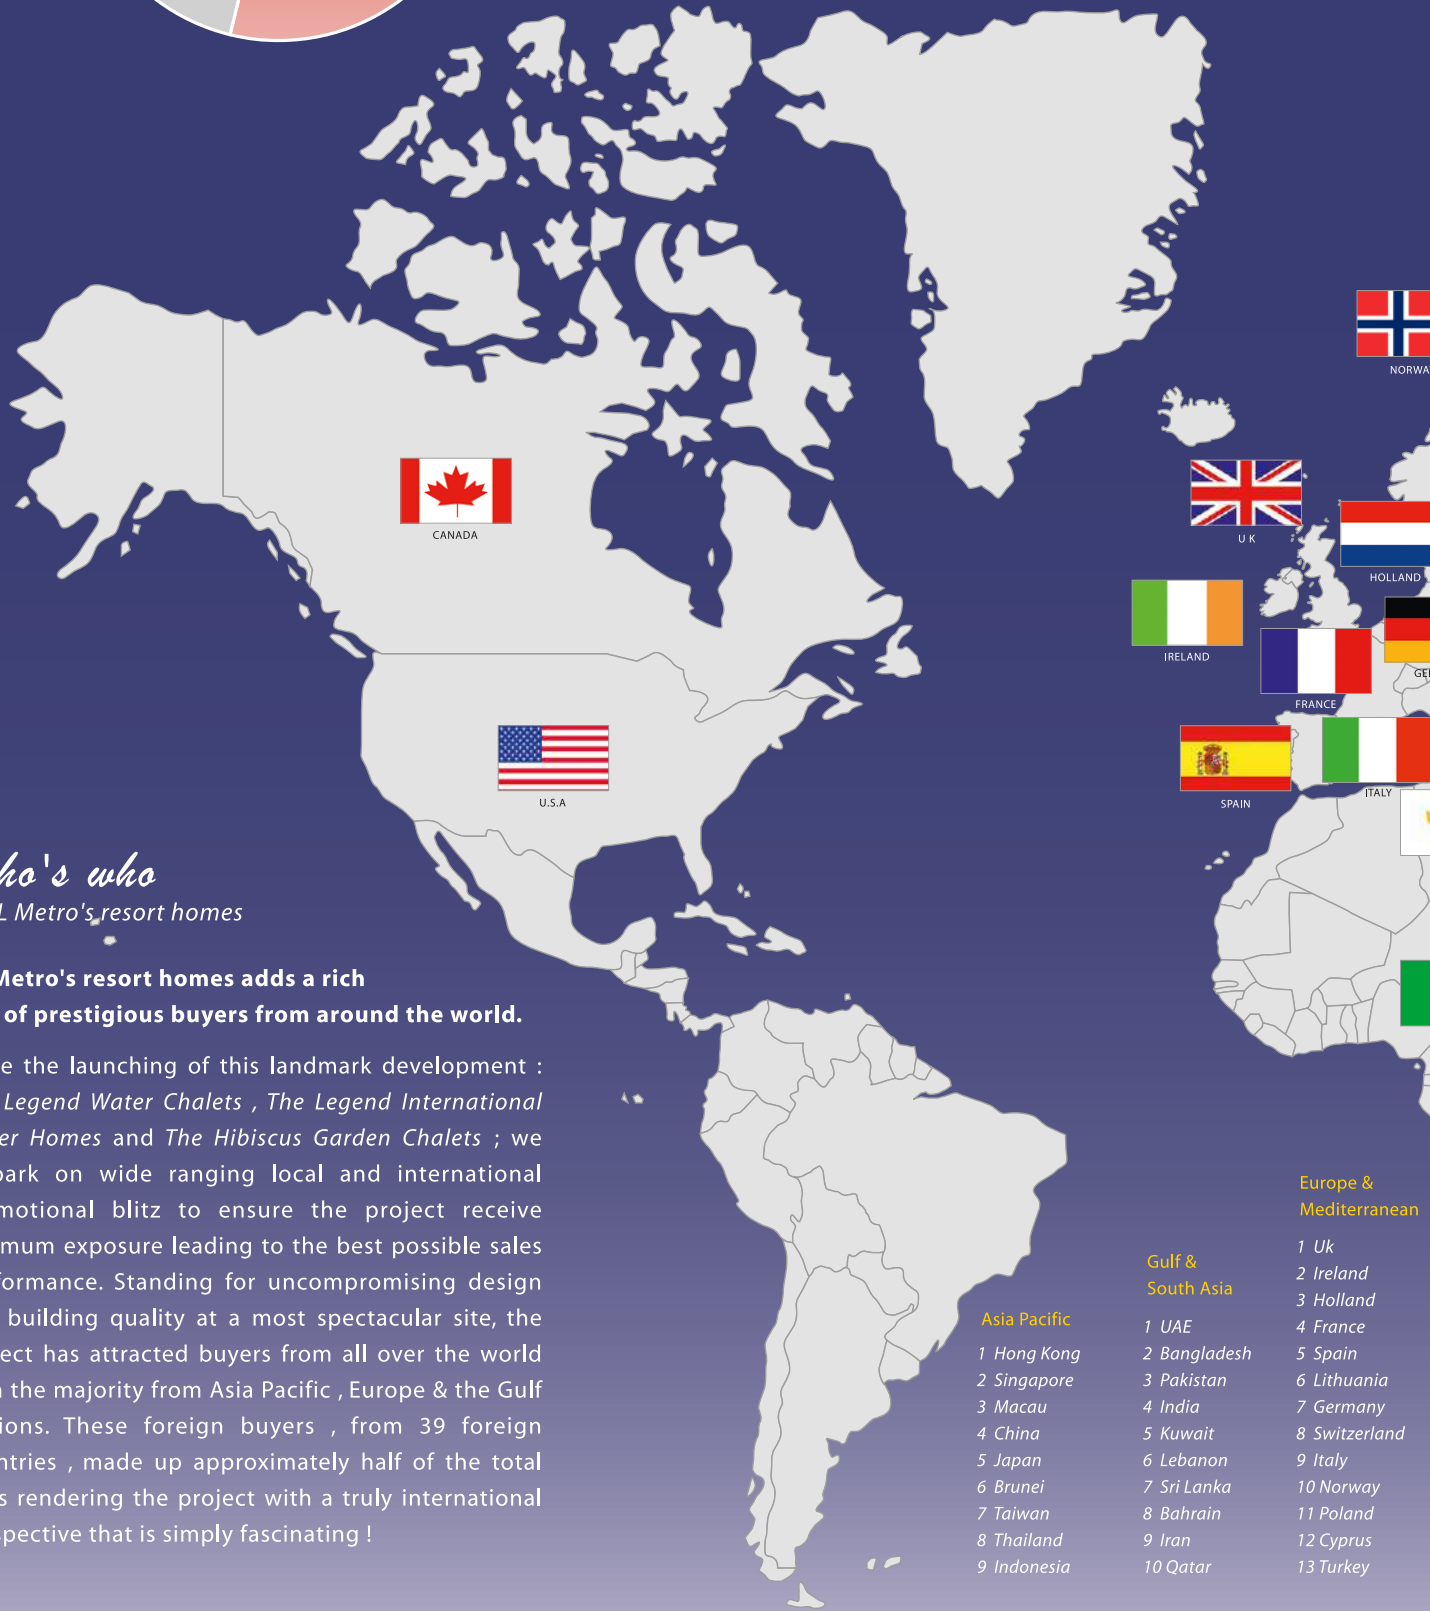 CANADA
U.S.A
NORWA
U K
HOLLAND
IRELAND
GE
FRANCE
SPAIN
ITALY
ho's who
L Metro's resort homes
Metro's resort homes adds a rich
of prestigious buyers from around the world.
e the launching of this landmark development :
Legend Water Chalets , The Legend International
er Homes and The Hibiscus Garden Chalets ; we
park on wide ranging local and international
motional blitz to ensure the project receive
mum exposure leading to the best possible sales
formance. Standing for uncompromising design
building quality at a most spectacular site, the
ect has attracted buyers from all over the world
n the majority from Asia Pacific , Europe & the Gulf
ions. These foreign buyers , from 39 foreign
ntries , made up approximately half of the total
s rendering the project with a truly international
spective that is simply fascinating !
Asia Pacific
1 Hong Kong
2 Singapore
3 Macau
4 China
5 Japan
6 Brunei
7 Taiwan
8 Thailand
9 Indonesia
Gulf &
South Asia
1 UAE
2 Bangladesh
3 Pakistan
4 India
5 Kuwait
6 Lebanon
7 Sri Lanka
8 Bahrain
9 Iran
10 Qatar
Europe &
Mediterranean
1 Uk
2 Ireland
3 Holland
4 France
5 Spain
6 Lithuania
7 Germany
8 Switzerland
9 Italy
10 Norway
11 Poland
12 Cyprus
13 Turkey